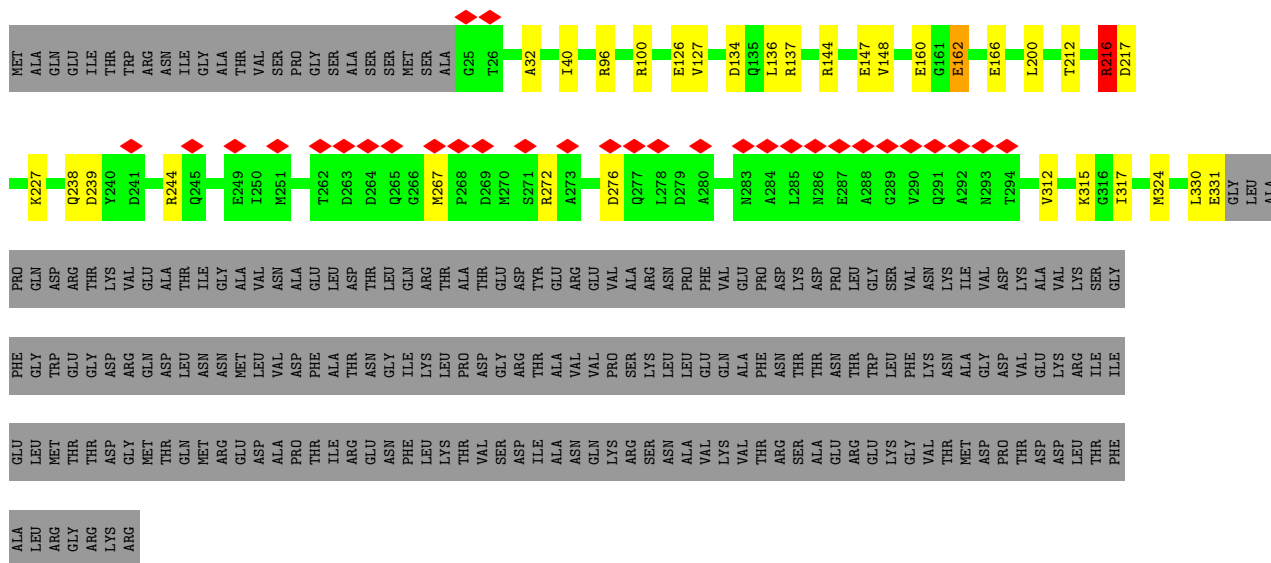 MET ALA GLN GLU ILE THR TRP ARG ASN ILE GLY ALA THR VAL SER PRO GLY SER ALA SER SER MET SER ALA G25 T26 A32 I40 R96 R100 E126 V127 D134 Q135 L136 R137 R144 E147 V148 E160 G161 E162 E166 L200 T212 R216 D217
K227 Q238 D239 Y240 D241 R244 Q245 E249 I250 M251 T262 D263 D264 Q265 G266 M267 P268 D269 M270 S271 R272 A273 D276 Q277 L278 D279 A280 N283 A284 L285 N286 E287 A288 G289 V290 Q291 A292 N293 T294 V312 K315 G316 I317 M324 L330 E331 GLY LEU ALA
PRO GLN ASP ARG THR LYS VAL GLU ALA THR ILE GLY ALA VAL ASN ALA GLU LEU ASP THR LEU GLN ARG THR ALA THR GLU ASP TYR GLU ARG GLU VAL ALA ARG ASN PRO PHE VAL GLU PRO ASP LYS ASP PRO LEU GLY SER VAL ASN LYS ILE VAL ASP LYS ALA VAL LYS SER GLY
PHE GLY TRP GLU GLY ASP ARG GLN ASP LEU ASN ASN MET LEU VAL ASP PHE ALA THR ASN GLY ILE LYS LEU PRO ASP GLY ARG THR ALA VAL VAL PRO SER LYS LEU LEU GLU GLN ALA PHE ASN THR THR ASN THR TRP LEU PHE LYS ASN ALA GLY ASP VAL GLU LYS ARG ILE ILE
GLU LEU MET THR THR ASP GLY MET THR GLN MET ARG GLU ASP ALA PRO THR ILE ARG GLU ASN PHE LEU LYS THR VAL SER ASP ILE ALA ASN GLN LYS ARG SER ASN ALA VAL LYS VAL THR ARG SER ALA GLU ARG GLU LYS GLY VAL THR MET ASP PRO THR ASP ASP LEU THR PHE
ALA LEU ARG GLY ARG LYS ARG